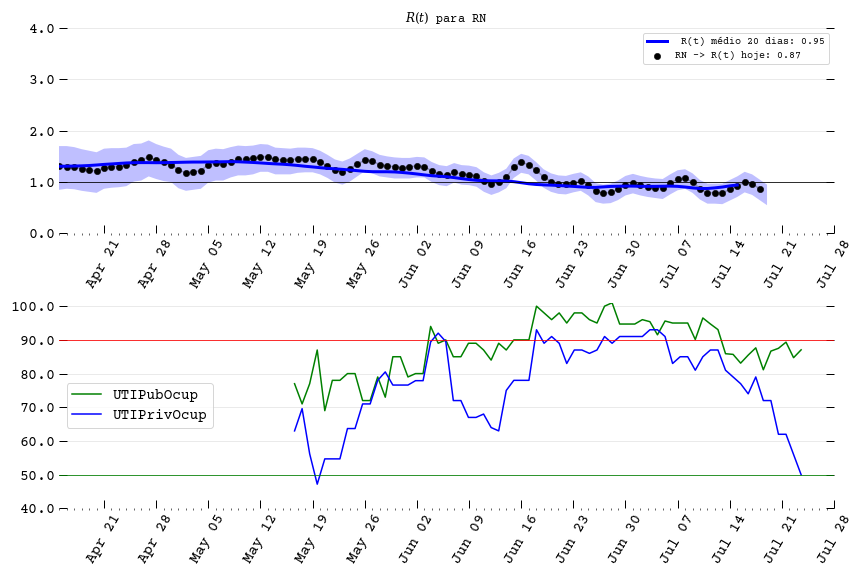 R(t) para RN
4.0
3.0
2.0
1.0
0.0
R(t) médio 20 dias: 0.95
RN -> R(t) hoje: 0.87
Apr 21
Apr 28
May 05
May 12
May 19
May 26
Jun 02
Jun 09
Jun 16
Jun 23
Jun 30
Jul 07
Jul 14
Jul 21
Jul 28
100.0
90.0
80.0
70.0
60.0
50.0
40.0
UTIPubOcup
UTIPrivOcup
Apr 21
Apr 28
May 05
May 12
May 19
May 26
Jun 02
Jun 09
Jun 16
Jun 23
Jun 30
Jul 07
Jul 14
Jul 21
Jul 28